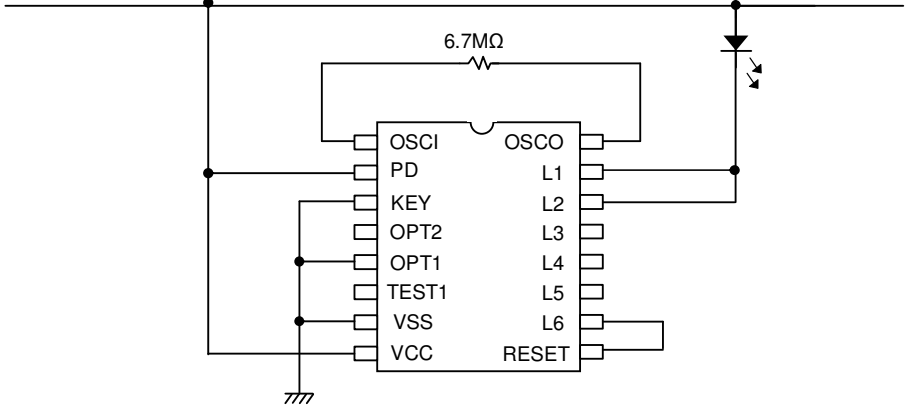 6.7MΩ
OSCI OSCO
PD L1
KEY L2
OPT2 L3
OPT1 L4
TEST1 L5
VSS L6
VCC RESET